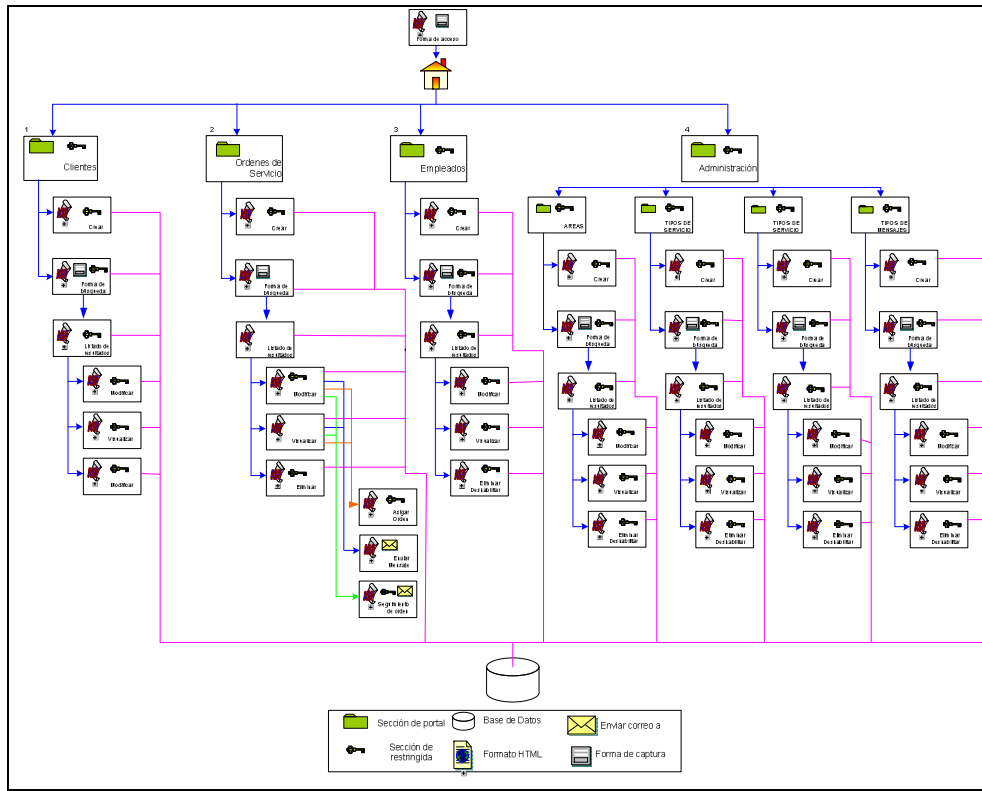 Forma de acceso
1
Clientes
2
Ordenes de
Servicio
3
Empleados
4
Administración
Crear
Forma de
búsqueda
Listado de
resultados
Modificar
Visualizar
Modificar
Crear
Forma de
búsqueda
Listado de
resultados
Modificar
Visualizar
Eliminar
Asigar
Orden
Enviar
Mensaje
Seguimiento
de orden
Crear
Forma de
búsqueda
Listado de
resultados
Modificar
Visualizar
Eliminar
Deshabilitar
AREAS
Crear
Forma de
búsqueda
Listado de
resultados
Modificar
Visualizar
Eliminar
Deshabilitar
TIPOS DE
SERVICIO
Crear
Forma de
búsqueda
Listado de
resultados
Modificar
Visualizar
Eliminar
Deshabilitar
TIPOS DE
SERVICIO
Crear
Forma de
búsqueda
Listado de
resultados
Modificar
Visualizar
Eliminar
Deshabilitar
TIPOS DE
MENSAJES
Crear
Forma de
búsqueda
Listado de
resultados
Modificar
Visualizar
Eliminar
Deshabilitar
Sección de portal
Base de Datos
Enviar correo a
Sección de
restringida
Formato HTML
Forma de captura